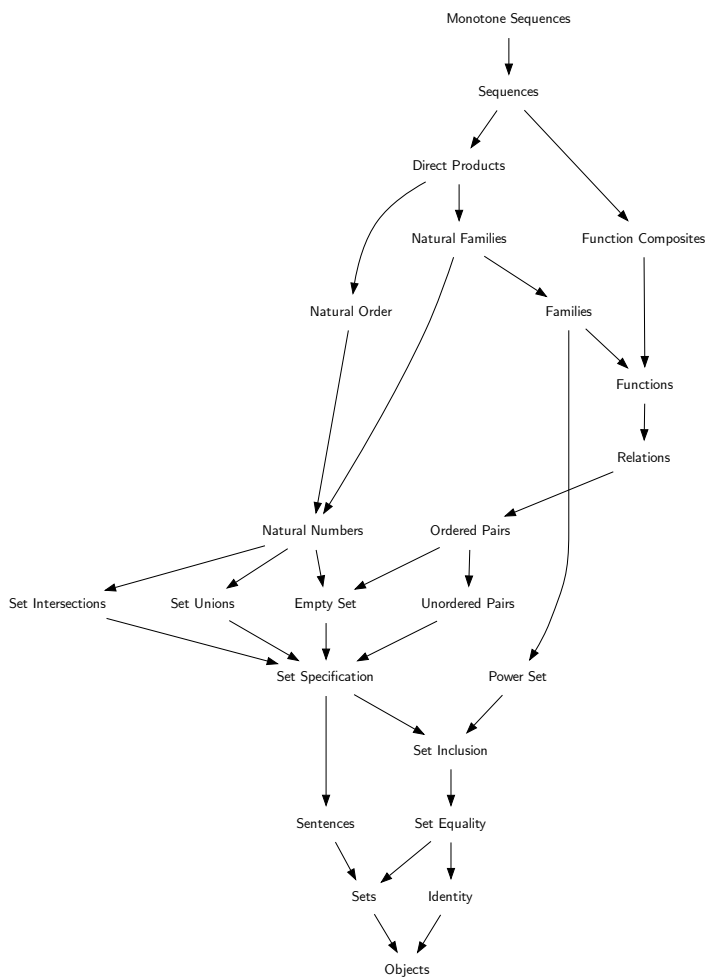 Monotone Sequences
Sequences
Direct Products
Natural Families
Function Composites
Natural Order
Families
Functions
Relations
Natural Numbers
Ordered Pairs
Set Intersections
Set Unions
Empty Set
Unordered Pairs
Set Specification
Power Set
Set Inclusion
Sentences
Set Equality
Sets
Identity
Objects